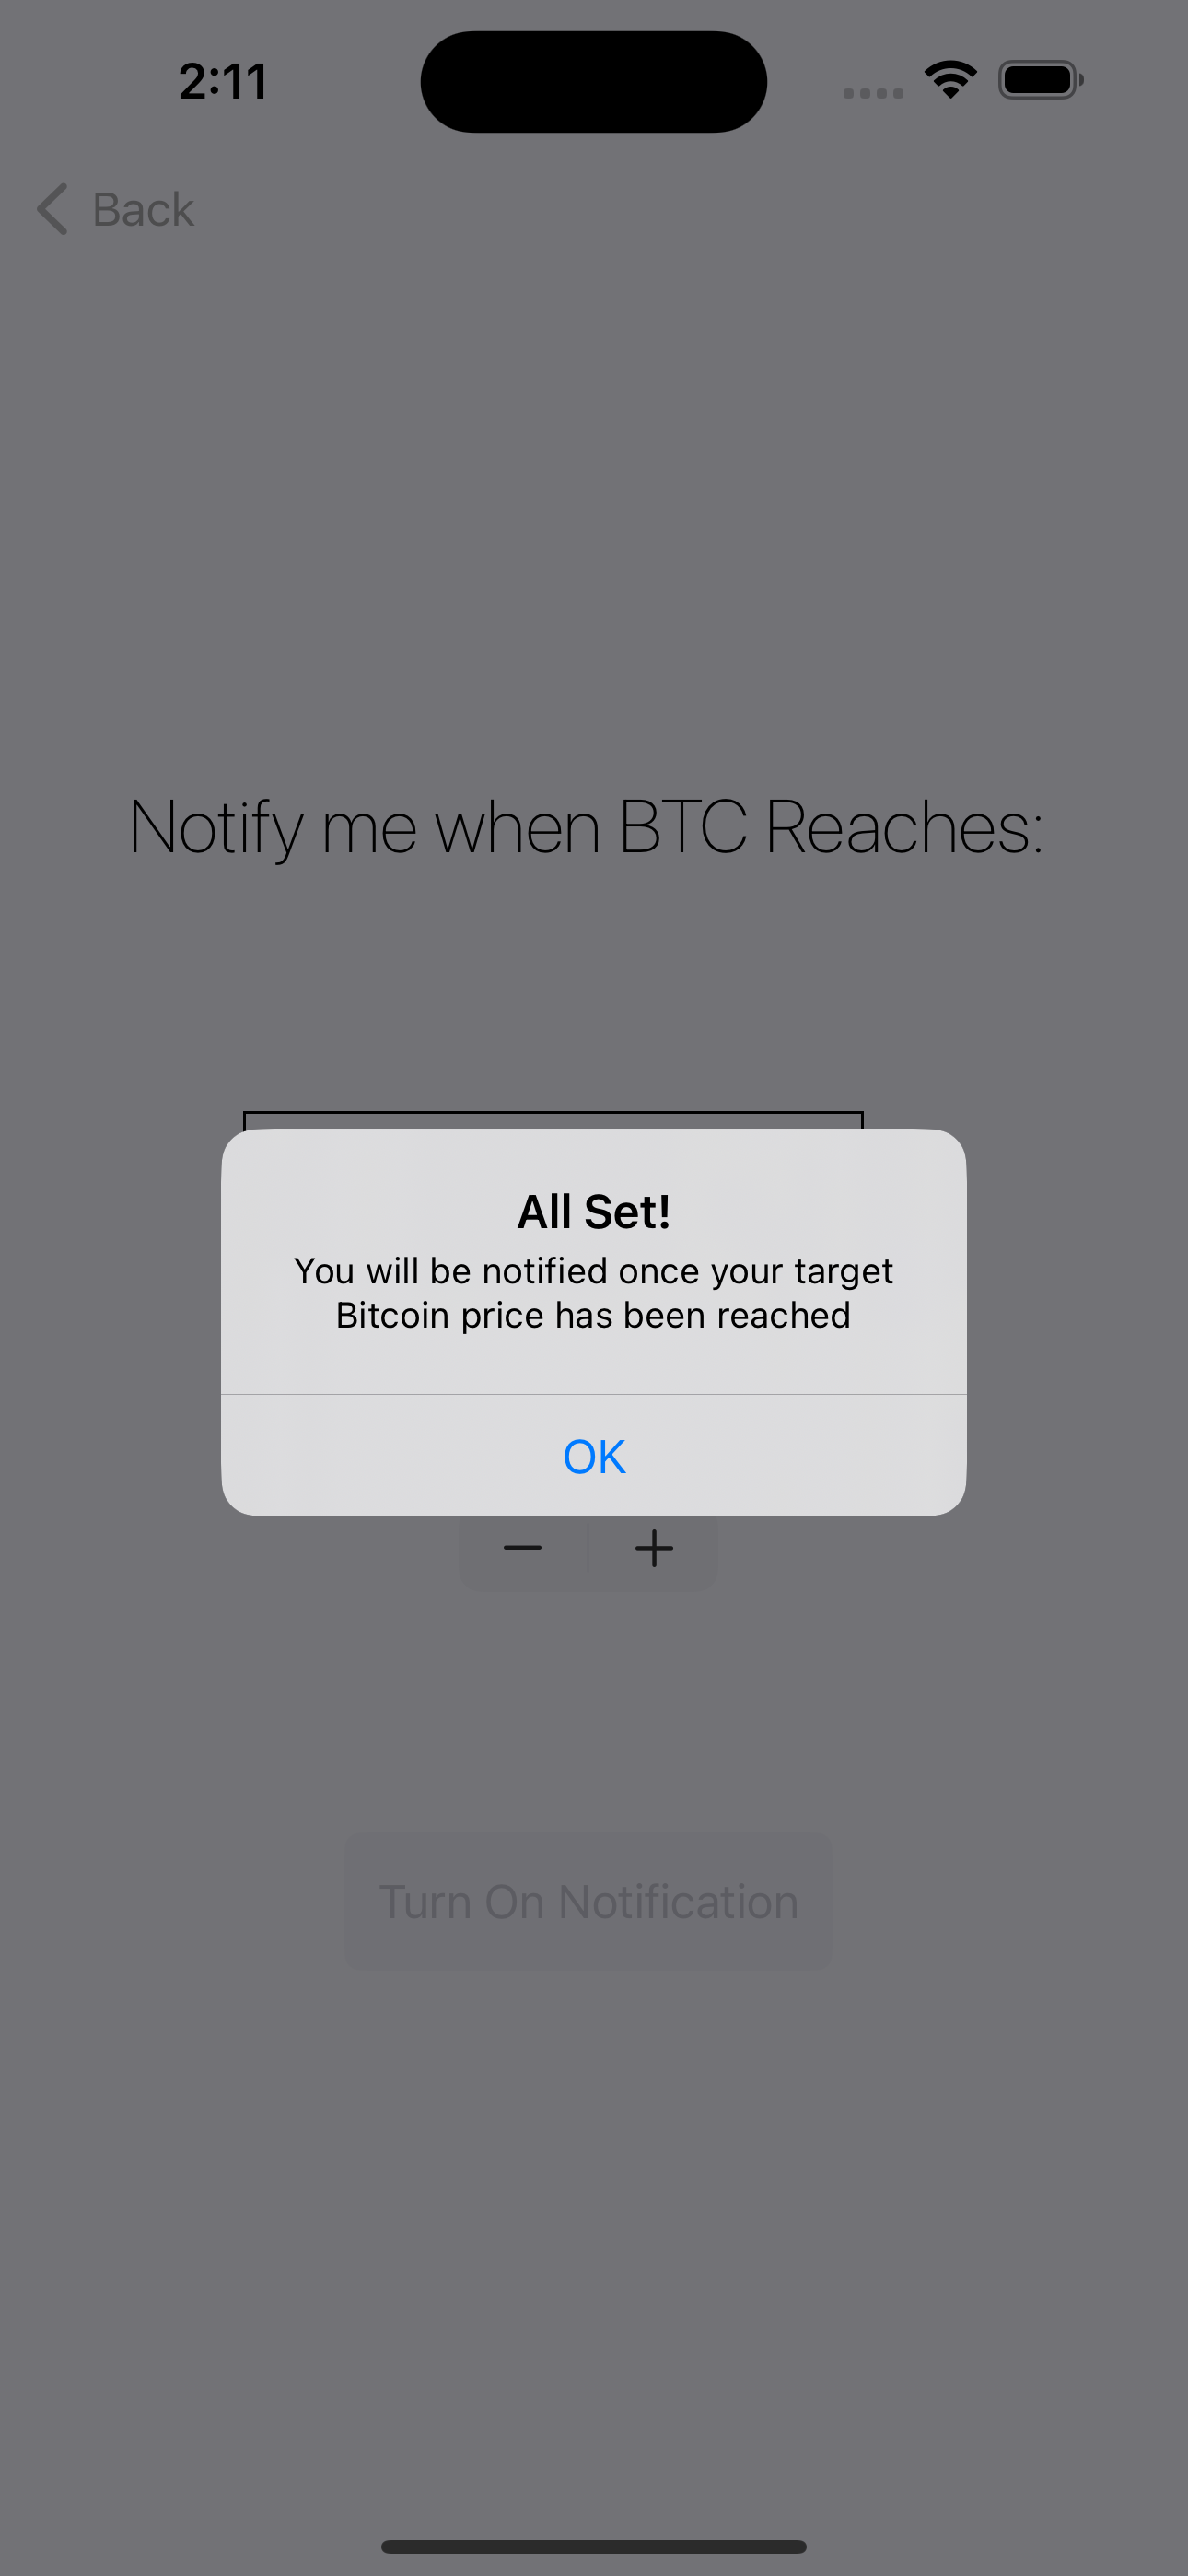 2:11
Back
Notify me when BTC Reaches:
All Set!
You will be notified once your target
Bitcoin price has been reached
OK
Turn On Notification